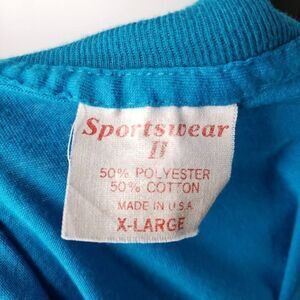 Sportswear
II
50% POLYESTER
50% COTTON
MADE IN U.S.A.
X-LARGE